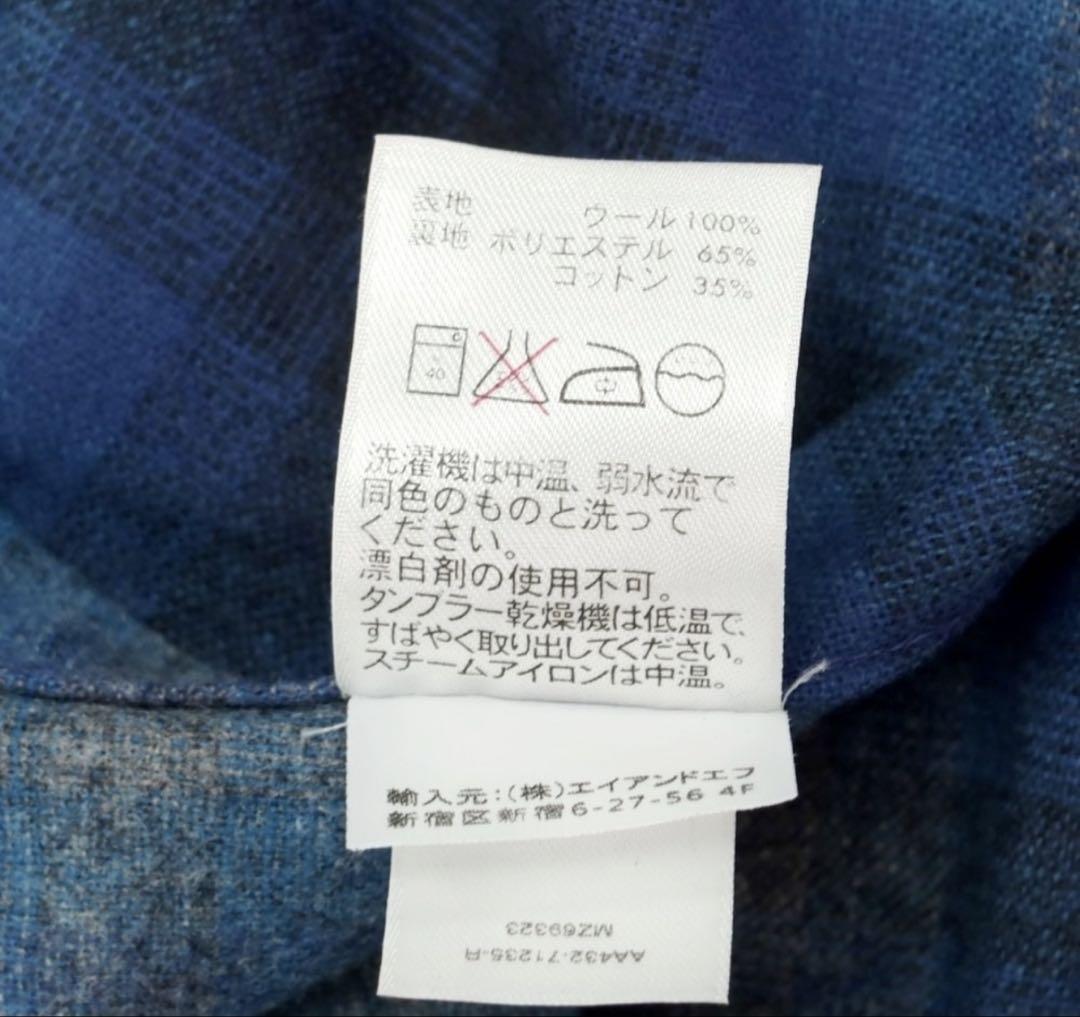 表地 ウール100%
裏地 ポリエステル 65%
コットン 35%
40
中
洗濯機は中温、弱水流で
同色のものと洗って
ください。
漂白剤の使用不可。
タンブラー乾燥機は低温で、
すばやく取り出してください。
スチームアイロンは中温。
輸入元:(株)エイアンドエフ
新宿区新宿6-27-56 4F
AA432-71235-R
MZ69323